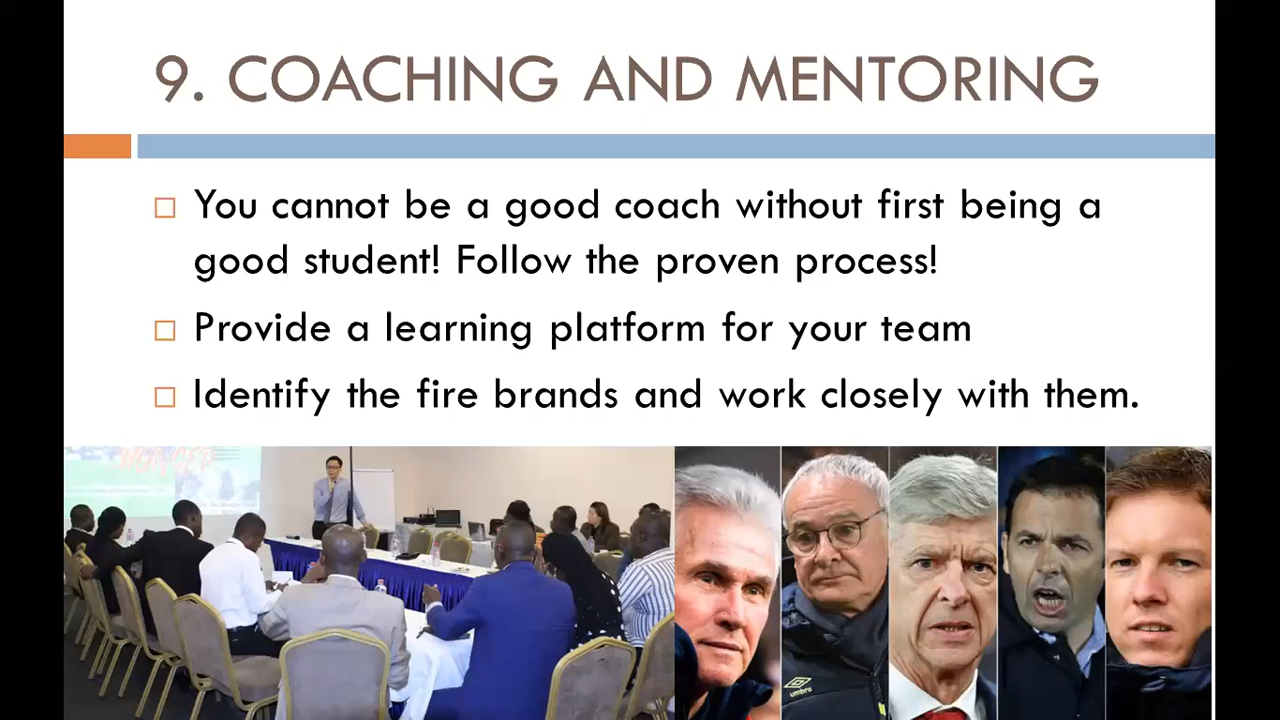 9. COACHING AND MENTORING
You cannot be a good coach without first being a
good student! Follow the proven process!
Provide a learning platform for your team
Identify the fire brands and work closely with them.
umbro